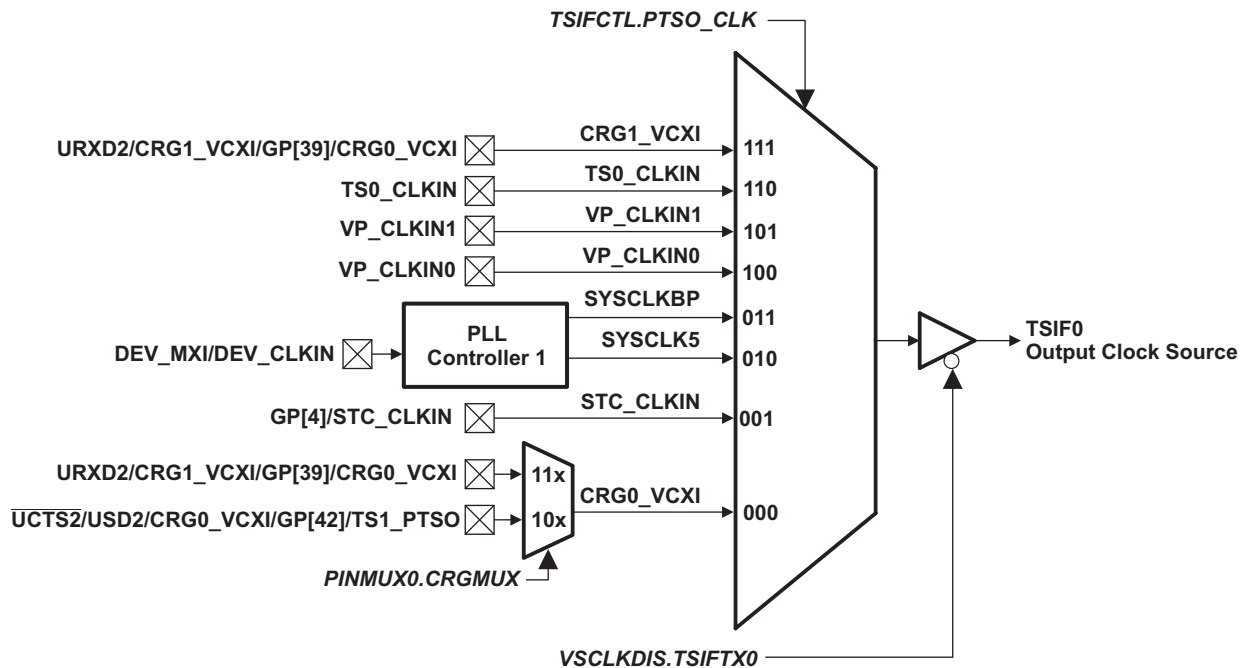 TSIFCTL.PTSO_CLK
URXD2/CRG1_VCXI/GP[39]/CRG0_VCXI
CRG1_VCXI
111
TS0_CLKIN
TS0_CLKIN
110
VP_CLKIN1
VP_CLKIN1
101
VP_CLKIN0
VP_CLKIN0
100
SYSCLKBP
011
DEV_MXI/DEV_CLKIN
PLL
Controller 1
SYSCLK5
010
TSIF0
Output Clock Source
GP[4]/STC_CLKIN
STC_CLKIN
001
URXD2/CRG1_VCXI/GP[39]/CRG0_VCXI
11x
CRG0_VCXI
000
UCTS2/USD2/CRG0_VCXI/GP[42]/TS1_PTSO
10x
PINMUX0.CRGMUX
VSCLKDIS.TSIFTX0